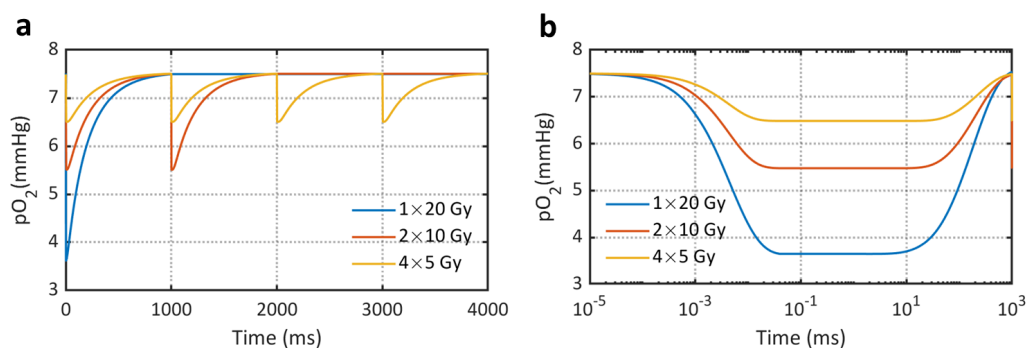 a
8
7
6
5
4
3
pO₂(mmHg)
1×20 Gy
2×10 Gy
4×5 Gy
0 1000 2000 3000 4000
Time (ms)
b
8
7
6
5
4
3
pO₂(mmHg)
1×20 Gy
2×10 Gy
4×5 Gy
10⁻⁵ 10⁻³ 10⁻¹ 10¹ 10³
Time (ms)